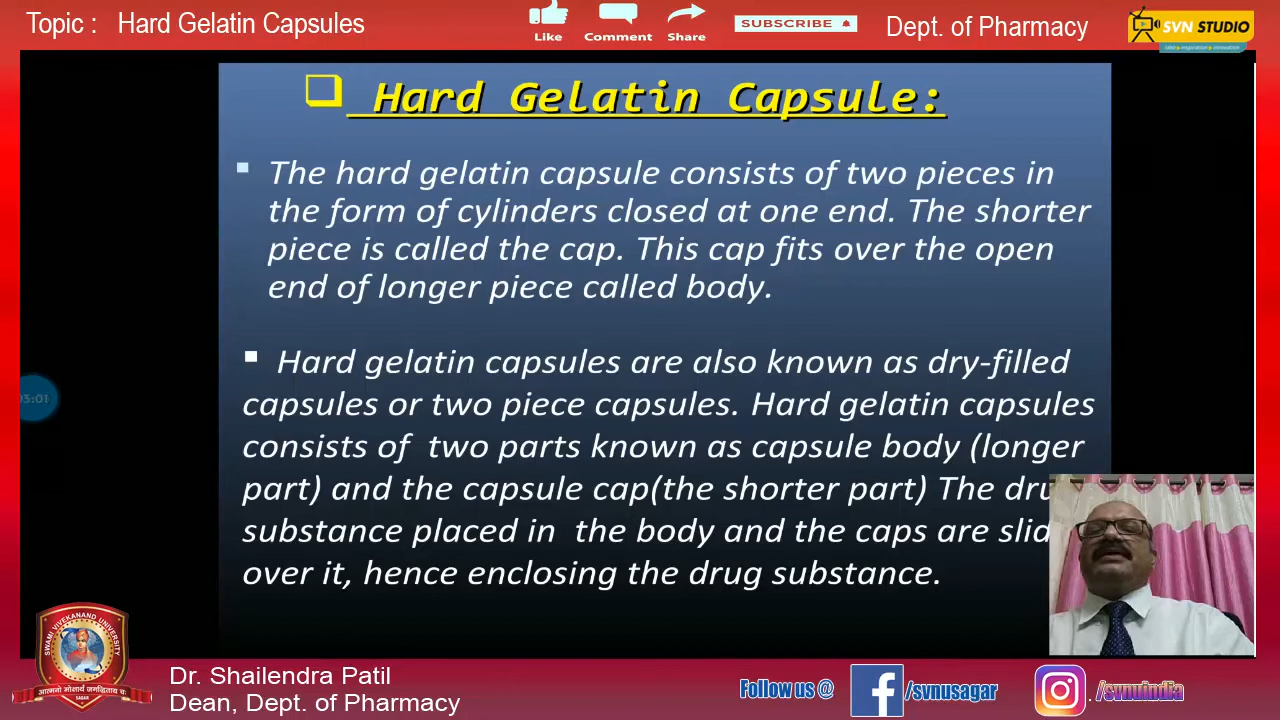 Topic : Hard Gelatin Capsules
Like
Comment
Share
SUBSCRIBE
Dept. of Pharmacy
SVN STUDIO
Hard Gelatin Capsule:
The hard gelatin capsule consists of two pieces in
the form of cylinders closed at one end. The shorter
piece is called the cap. This cap fits over the open
end of longer piece called body.
Hard gelatin capsules are also known as dry-filled
capsules or two piece capsules. Hard gelatin capsules
consists of two parts known as capsule body (longer
part) and the capsule cap(the shorter part) The dru
substance placed in the body and the caps are slid
over it, hence enclosing the drug substance.
03:01
SWAMI VIVEKANAND UNIVERSITY
SAGAR
Dr. Shailendra Patil
Dean, Dept. of Pharmacy
Follow us @
/svnusagar
/svnuindia